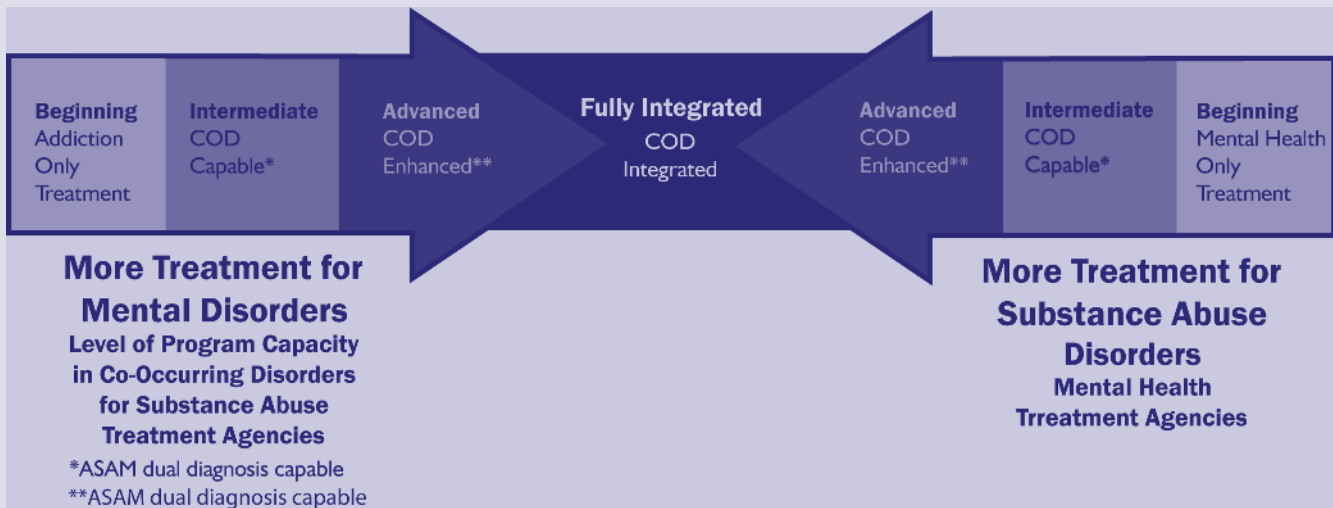 Beginning
Addiction
Only
Treatment
Intermediate
COD
Capable*
Advanced
COD
Enhanced**
Fully Integrated
COD
Integrated
Advanced
COD
Enhanced**
Intermediate
COD
Capable*
Beginning
Mental Health
Only
Treatment
More Treatment for
Mental Disorders
Level of Program Capacity
in Co-Occurring Disorders
for Substance Abuse
Treatment Agencies
*ASAM dual diagnosis capable
**ASAM dual diagnosis capable
More Treatment for
Substance Abuse
Disorders
Mental Health
Trreatment Agencies